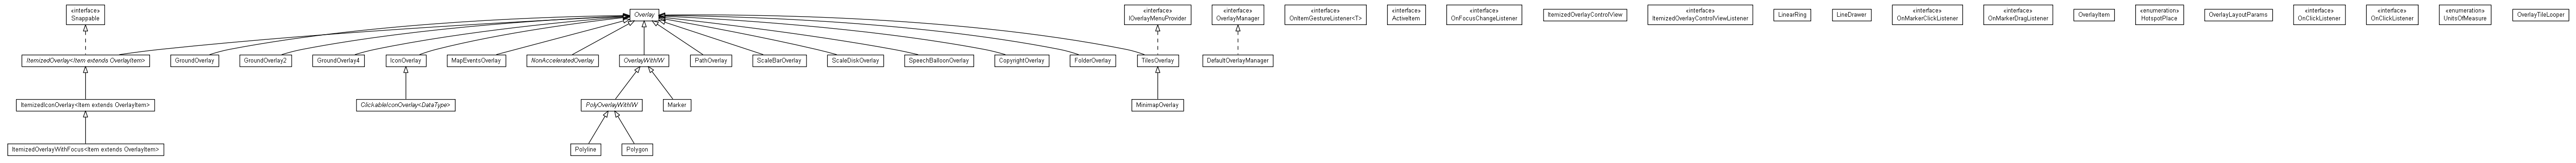 «interface»
Snappable
Overlay
«interface»
IOverlayMenuProvider
«interface»
OverlayManager
«interface»
OnItemGestureListener<T>
«interface»
ActiveItem
«interface»
OnFocusChangeListener
ItemizedOverlayControlView
«interface»
ItemizedOverlayControlViewListener
LinearRing
LineDrawer
«interface»
OnMarkerClickListener
«interface»
OnMarkerDragListener
OverlayItem
«enumeration»
HotspotPlace
OverlayLayoutParams
«interface»
OnClickListener
«interface»
OnClickListener
«enumeration»
UnitsOfMeasure
OverlayTileLooper
ItemizedOverlay<Item extends OverlayItem>
GroundOverlay
GroundOverlay2
GroundOverlay4
IconOverlay
MapEventsOverlay
NonAcceleratedOverlay
OverlayWithIW
PathOverlay
ScaleBarOverlay
ScaleDiskOverlay
SpeechBalloonOverlay
CopyrightOverlay
FolderOverlay
TilesOverlay
DefaultOverlayManager
ItemizedIconOverlay<Item extends OverlayItem>
ClickableIconOverlay<DataType>
PolyOverlayWithIW
Marker
MinimapOverlay
ItemizedOverlayWithFocus<Item extends OverlayItem>
Polyline
Polygon